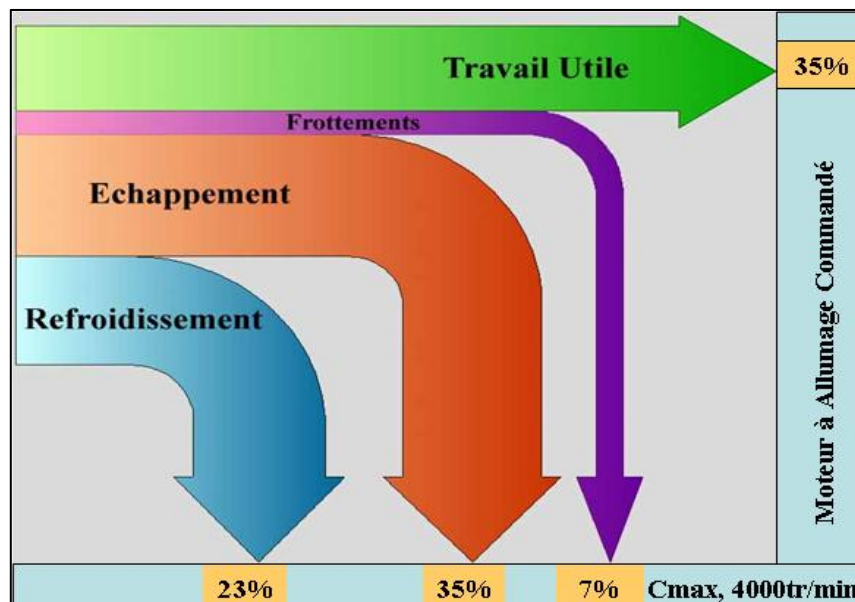 Travail Utile
35%
Frottements
Echappement
Refroidissement
Moteur à Allumage Commandé
23%
35%
7%
Cmax, 4000tr/min